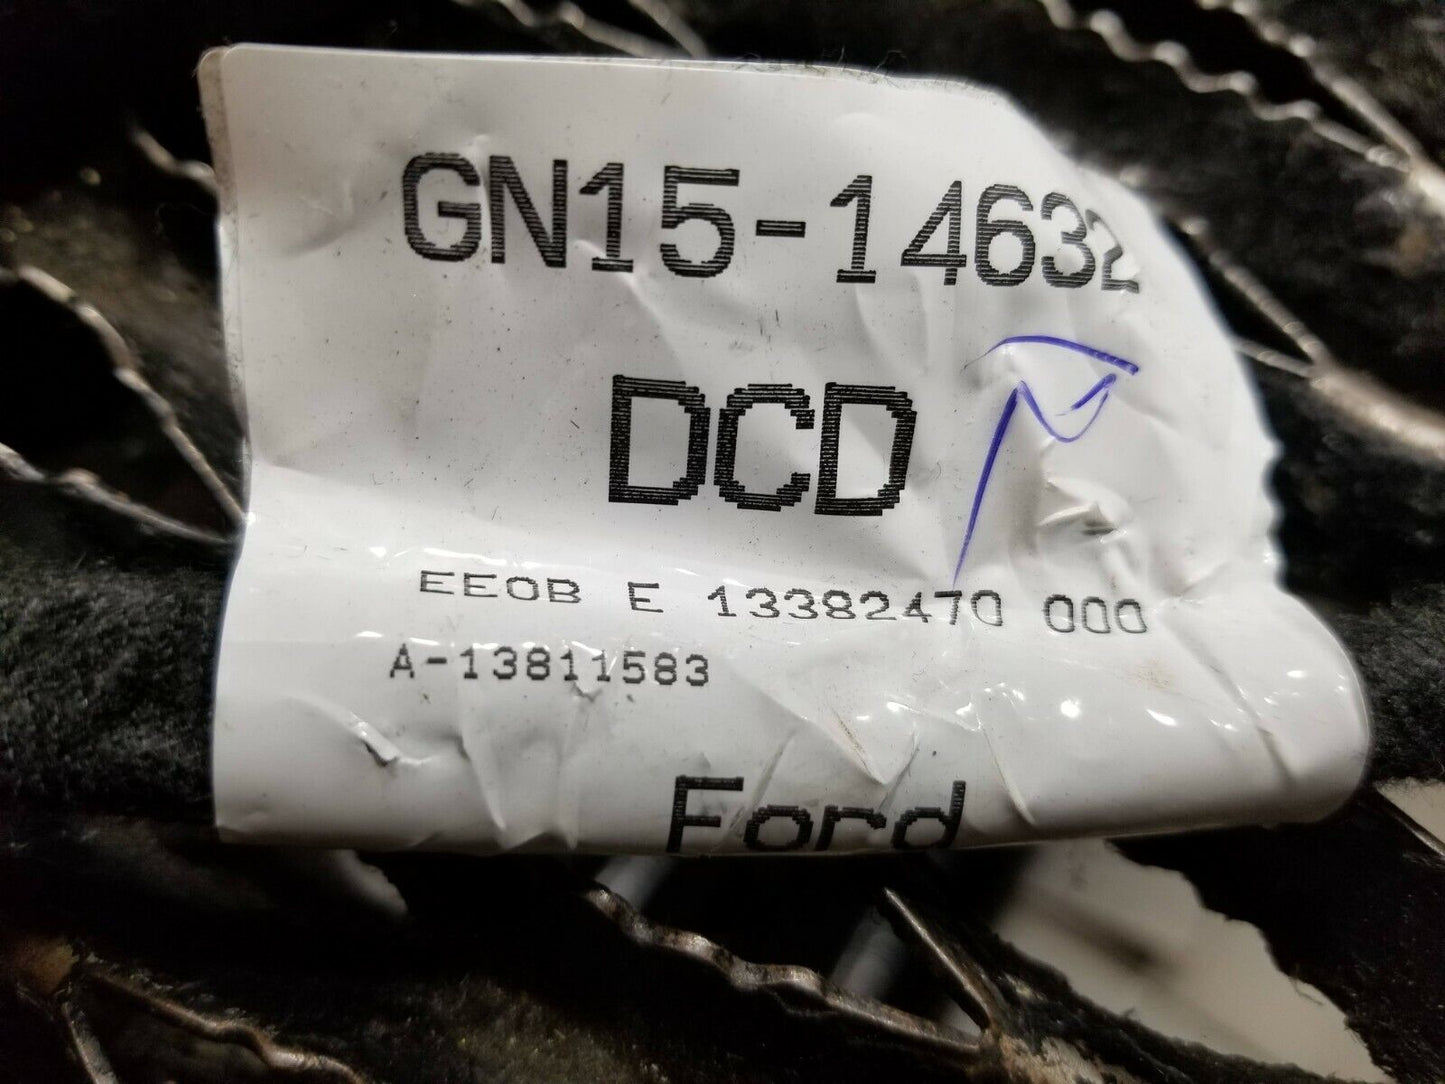 GN15-14632
DCD
EEOB E 13382470 000
A-13811583
Ford